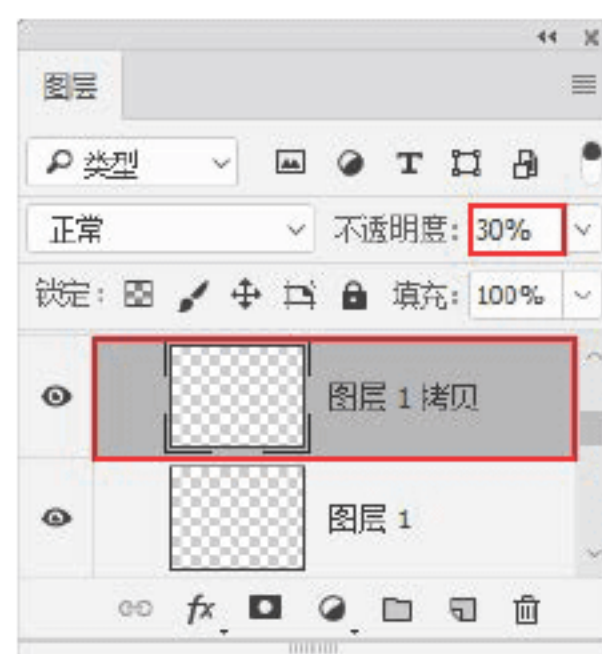 图层
类型 T
正常 不透明度: 30%
锁定: 填充: 100%
图层 1 拷贝
图层 1
fx